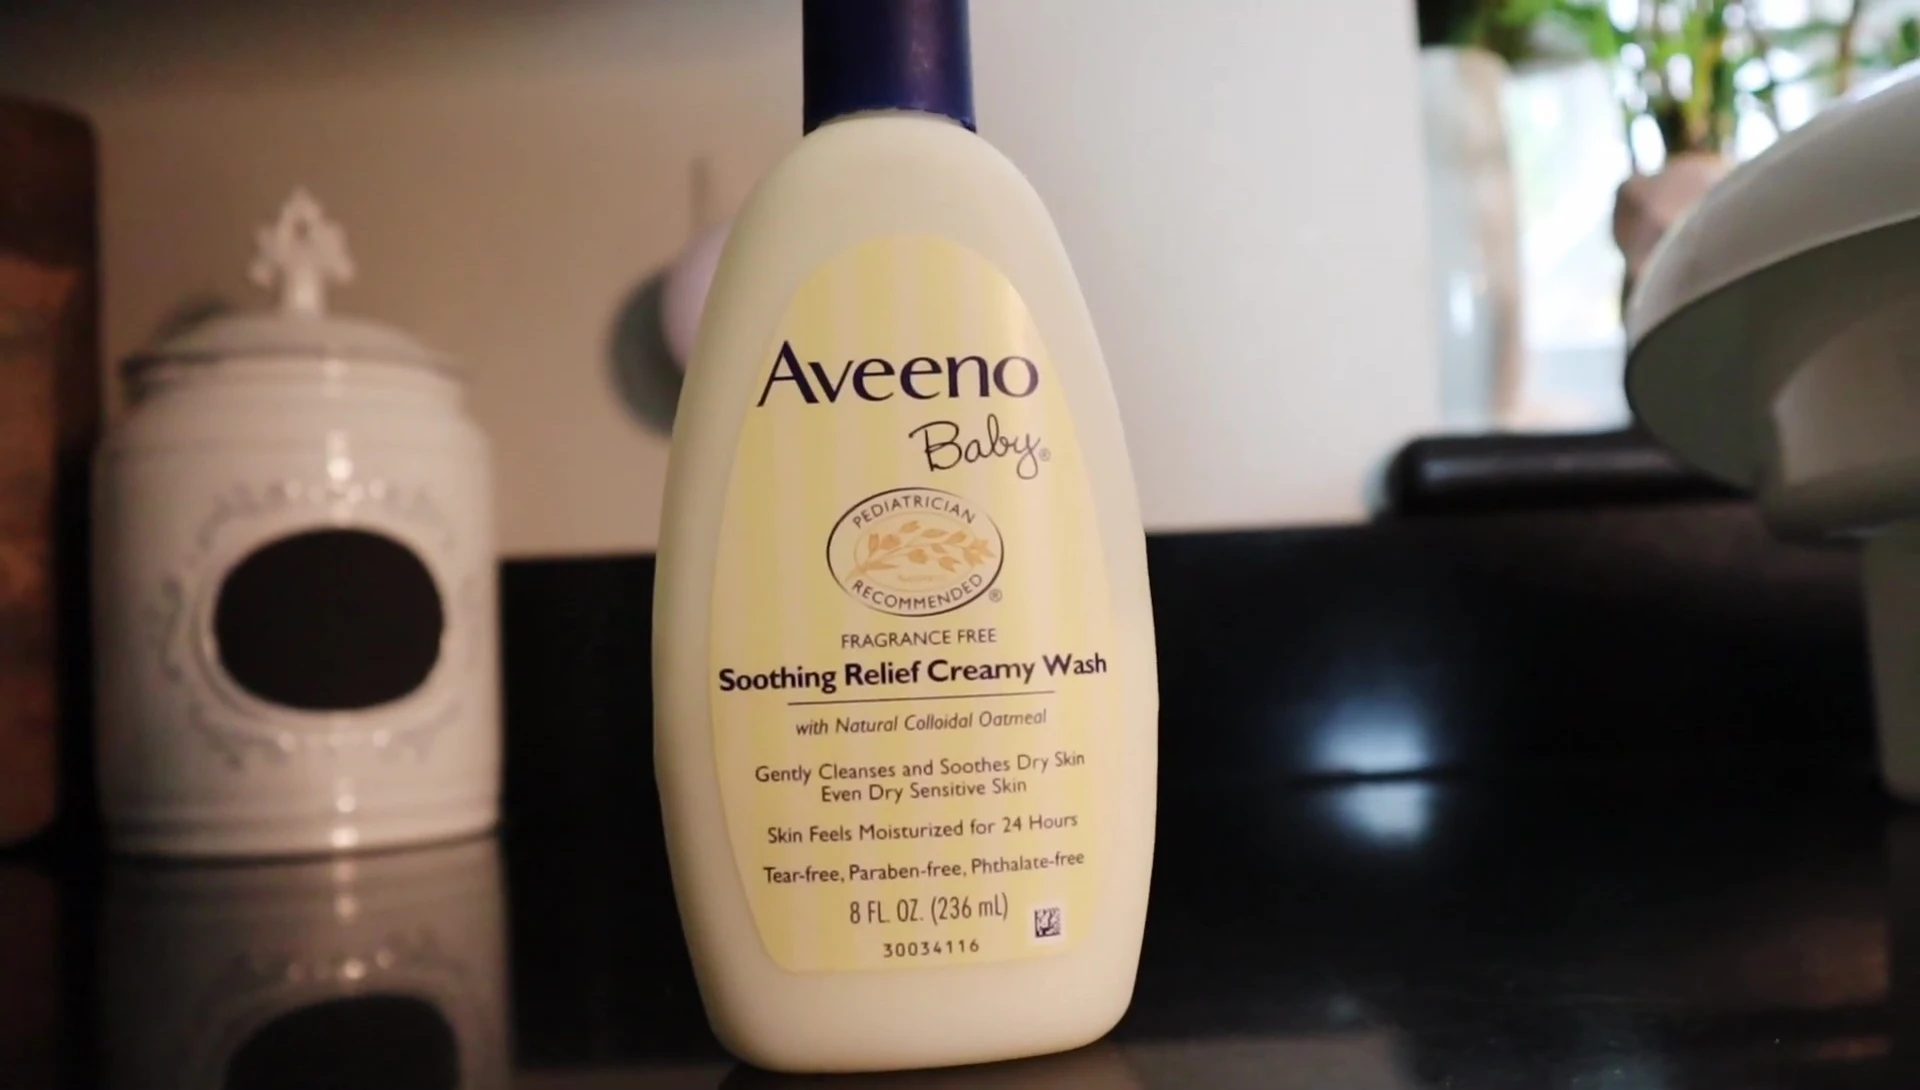 Aveeno
Baby®
PEDIATRICIAN
RECOMMENDED®
FRAGRANCE FREE
Soothing Relief Creamy Wash
with Natural Colloidal Oatmeal
Gently Cleanses and Soothes Dry Skin
Even Dry Sensitive Skin
Skin Feels Moisturized for 24 Hours
Tear-free, Paraben-free, Phthalate-free
8 FL. OZ. (236 mL)
30034116